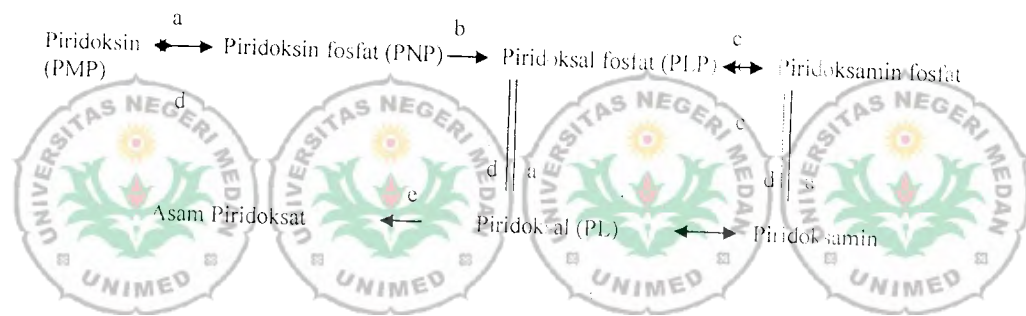 a
b
c
Piridoksin
Piridoksin fosfat (PNP)
Piridoksal fosfat (PLP)
Piridoksamin fosfat
(PMP)
d
e
d
a
d
a
e
Asam Piridoksat
Piridoksal (PL)
Piridoksamin
UNIVERSITAS NEGERI MEDAN
UNIMED
UNIVERSITAS NEGERI MEDAN
UNIMED
UNIVERSITAS NEGERI MEDAN
UNIMED
UNIVERSITAS NEGERI MEDAN
UNIMED